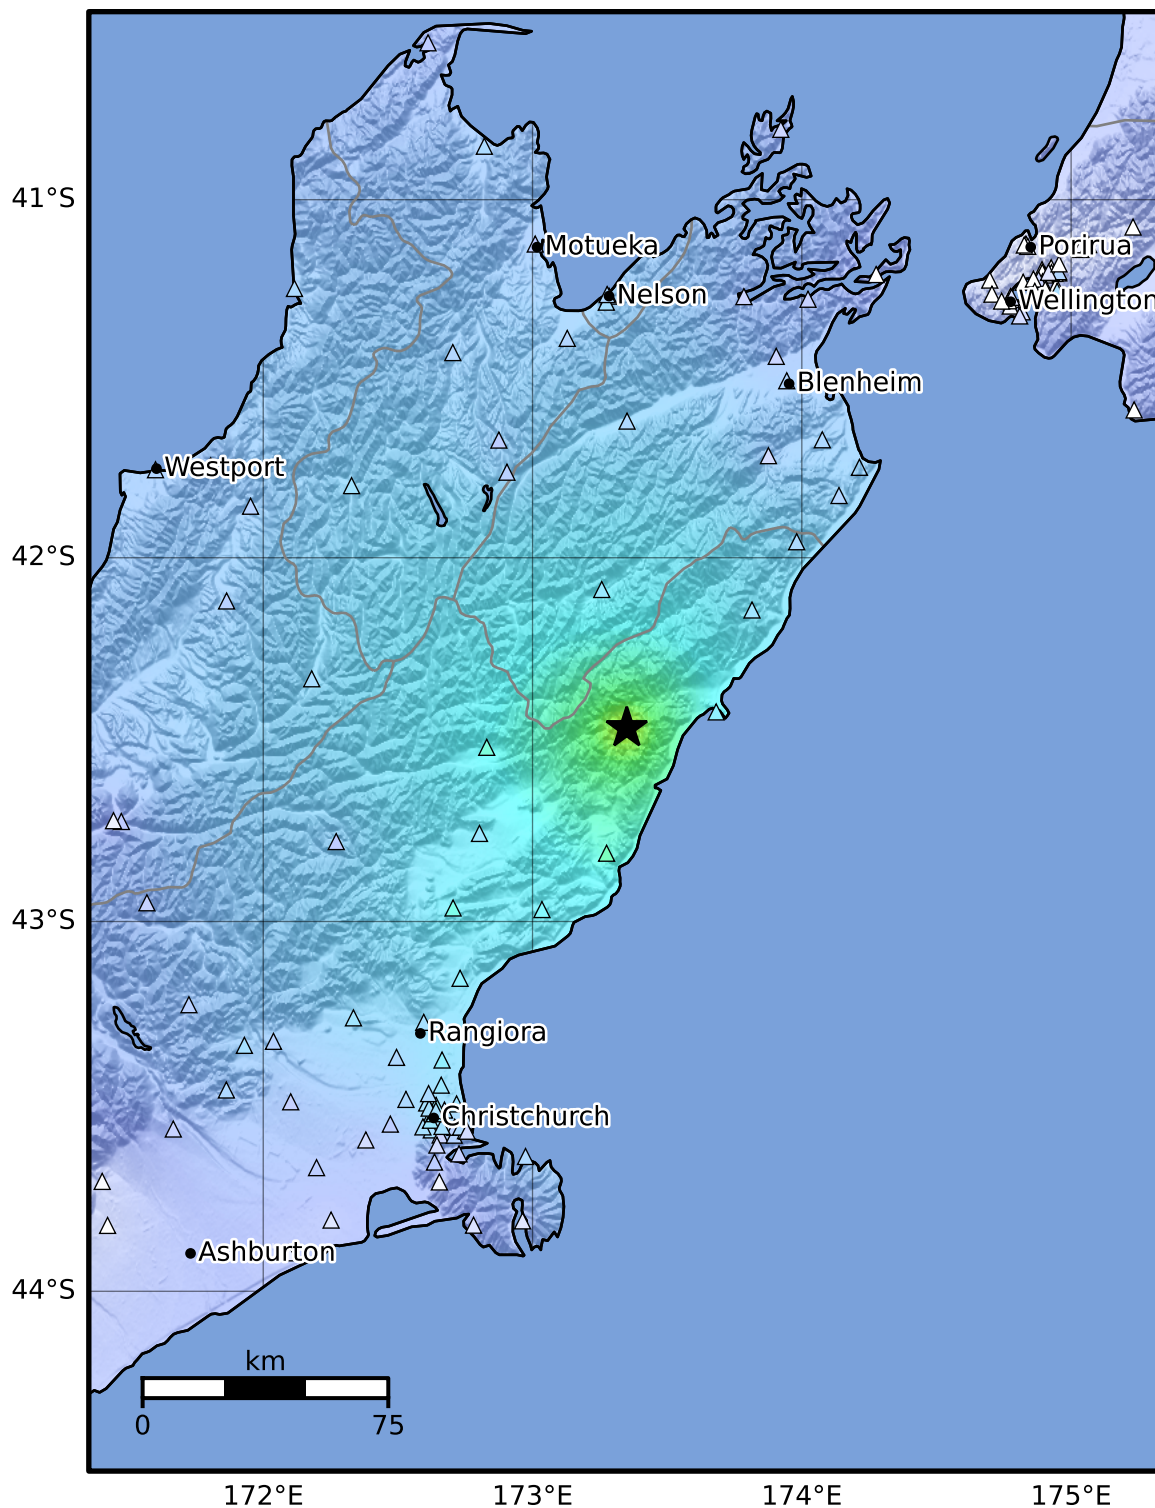 41°S
Motueka
Porirua
Nelson
Wellington
Blenheim
Westport
42°S
43°S
Rangiora
Christchurch
Ashburton
44°S
km
0 75
172°E 173°E 174°E 175°E